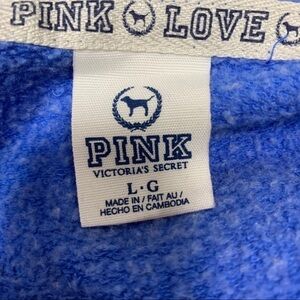 PINK LOVE
PINK
VICTORIA'S SECRET
L·G
MADE IN / FAIT AU /
HECHO EN CAMBODIA